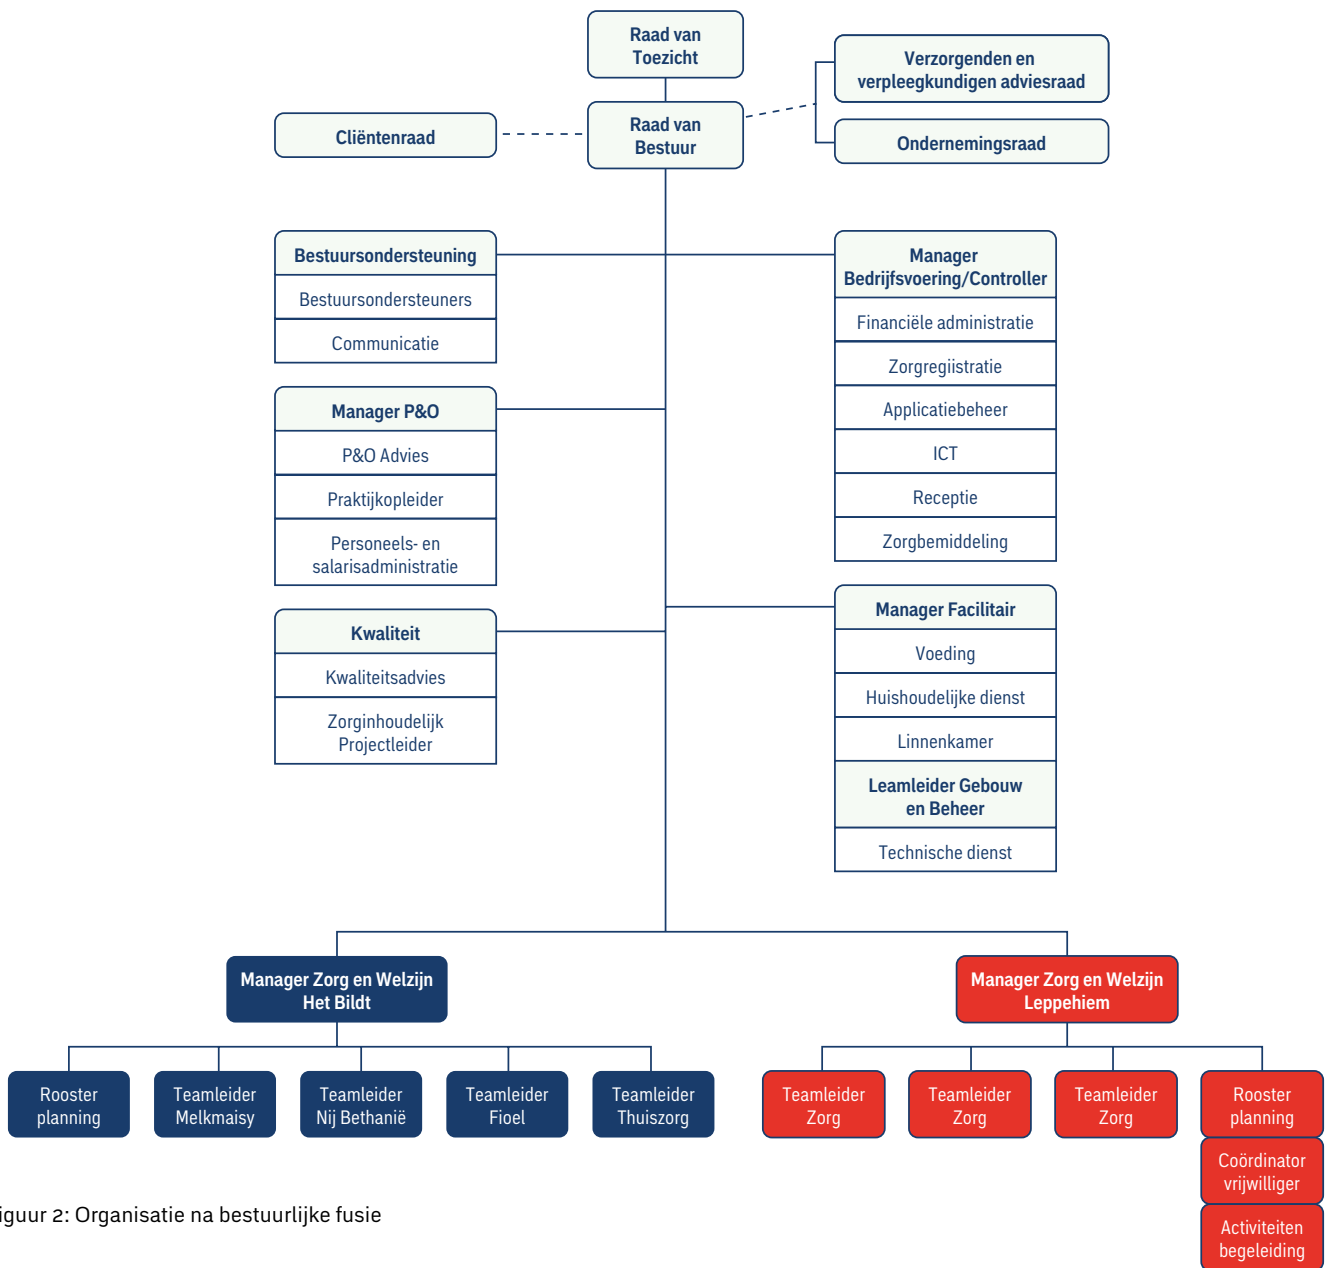 Raad van
Toezicht
Verzorgenden en
verpleegkundigen adviesraad
Raad van
Bestuur
Cliëntenraad
Ondernemingsraad
Bestuursondersteuning
Bestuursondersteuners
Communicatie
Manager P&O
P&O Advies
Praktijkopleider
Personeels- en
salarisadministratie
Kwaliteit
Kwaliteitsadvies
Zorginhoudelijk
Projectleider
Manager
Bedrijfsvoering/Controller
Financiële administratie
Zorgregiistratie
Applicatiebeheer
ICT
Receptie
Zorgbemiddeling
Manager Facilitair
Voeding
Huishoudelijke dienst
Linnenkamer
Leamleider Gebouw
en Beheer
Technische dienst
Manager Zorg en Welzijn
Het Bildt
Rooster
planning
Teamleider
Melkmaisy
Teamleider
Nij Bethanië
Teamleider
Fioel
Teamleider
Thuiszorg
Manager Zorg en Welzijn
Leppehiem
Teamleider
Zorg
Teamleider
Zorg
Teamleider
Zorg
Rooster
planning
Coördinator
vrijwilliger
Activiteiten
begeleiding
iguur 2: Organisatie na bestuurlijke fusie